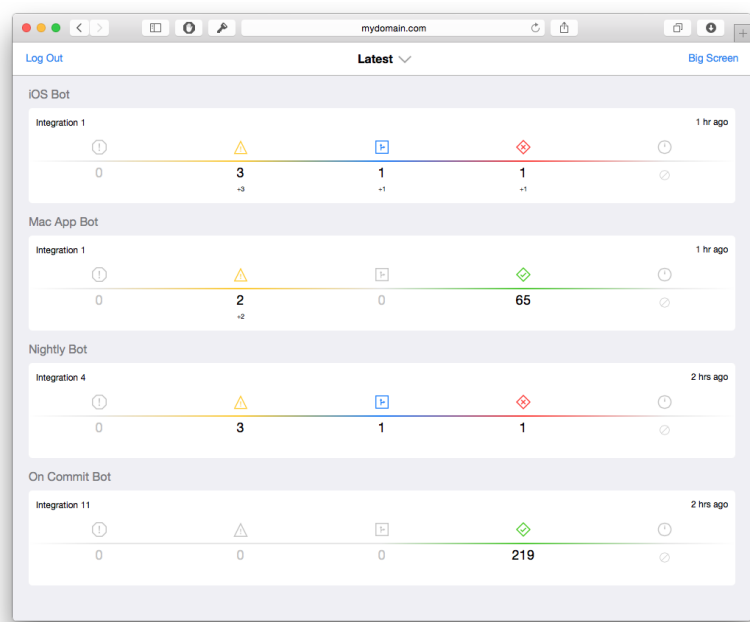 mydomain.com
Log Out
Latest
Big Screen
iOS Bot
Integration 1
1 hr ago
0
3
1
1
+3
+1
+1
Mac App Bot
Integration 1
1 hr ago
0
2
0
65
+2
Nightly Bot
Integration 4
2 hrs ago
0
3
1
1
On Commit Bot
Integration 11
2 hrs ago
0
0
0
219